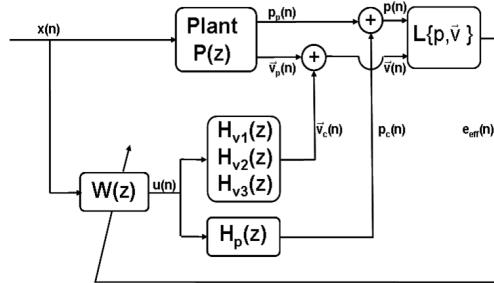 x(n)
Plant
P(z)
p_p(n)
v⃗_p(n)
+
+
p(n)
v⃗(n)
L{p,v⃗ }
H_v1(z)
H_v2(z)
H_v3(z)
v⃗_c(n)
p_c(n)
e_eff(n)
W(z)
u(n)
H_p(z)